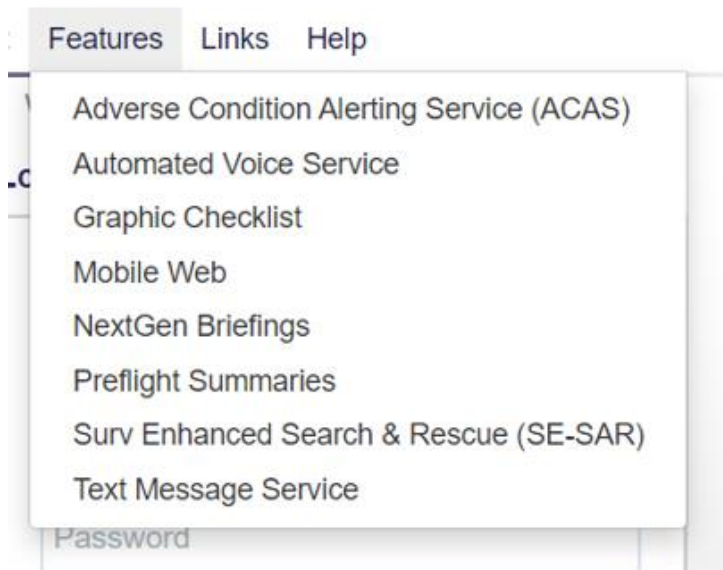 Features Links Help
Adverse Condition Alerting Service (ACAS)
Automated Voice Service
Graphic Checklist
Mobile Web
NextGen Briefings
Preflight Summaries
Surv Enhanced Search & Rescue (SE-SAR)
Text Message Service
Password